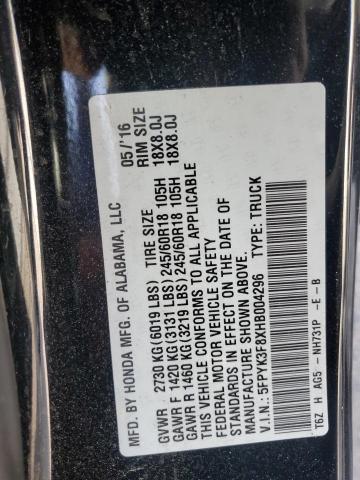 MFD. BY HONDA MFG. OF ALABAMA, LLC 05/'16
TIRE SIZE RIM SIZE
GVWR 2730 KG(6019 LBS)
GAWR F 1420 KG(3131 LBS) 245/60R18 105H 18X8.0J
GAWR R 1460 KG(3219 LBS) 245/60R18 105H 18X8.0J
THIS VEHICLE CONFORMS TO ALL APPLICABLE
FEDERAL MOTOR VEHICLE SAFETY
STANDARDS IN EFFECT ON THE DATE OF
MANUFACTURE SHOWN ABOVE.
V.I.N.: 5FPYK3F8XHB004296 TYPE: TRUCK
T6Z H AG5 - NH731P -E -B